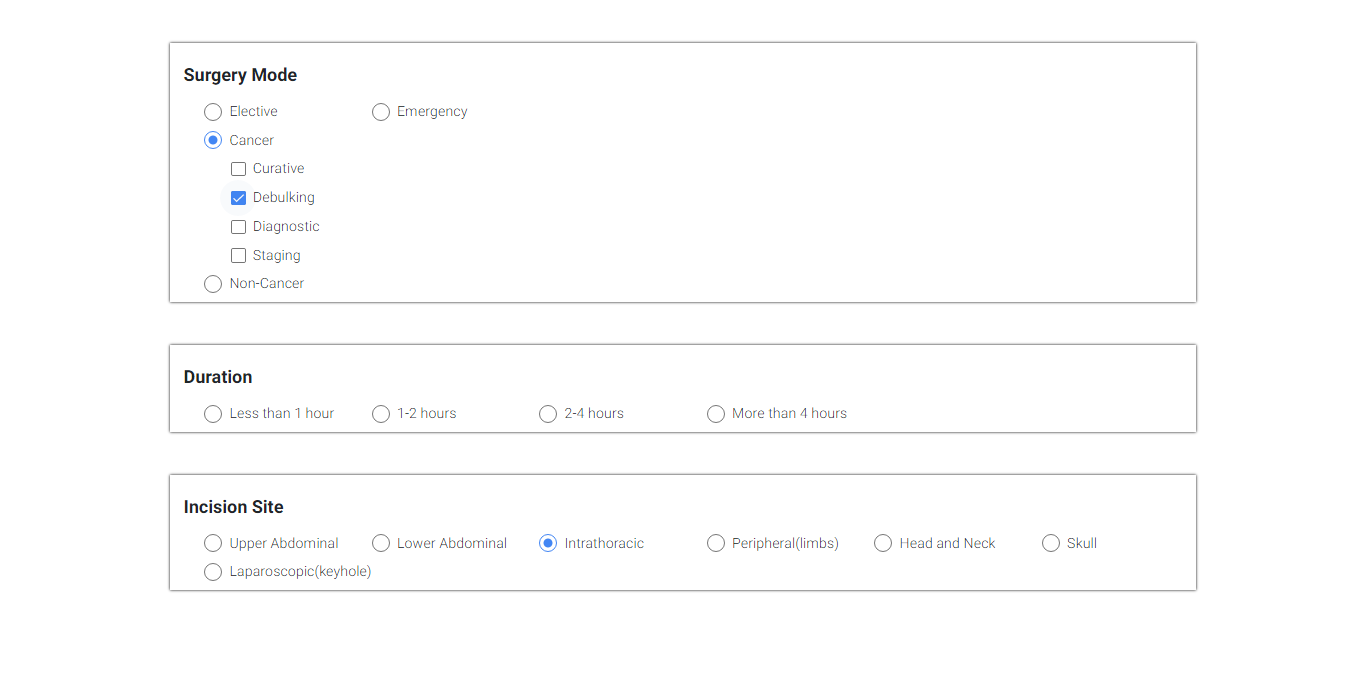 Surgery Mode
Elective Emergency
Cancer
Curative
Debulking
Diagnostic
Staging
Non-Cancer
Duration
Less than 1 hour 1-2 hours 2-4 hours More than 4 hours
Incision Site
Upper Abdominal Lower Abdominal Intrathoracic Peripheral(limbs) Head and Neck Skull
Laparoscopic(keyhole)